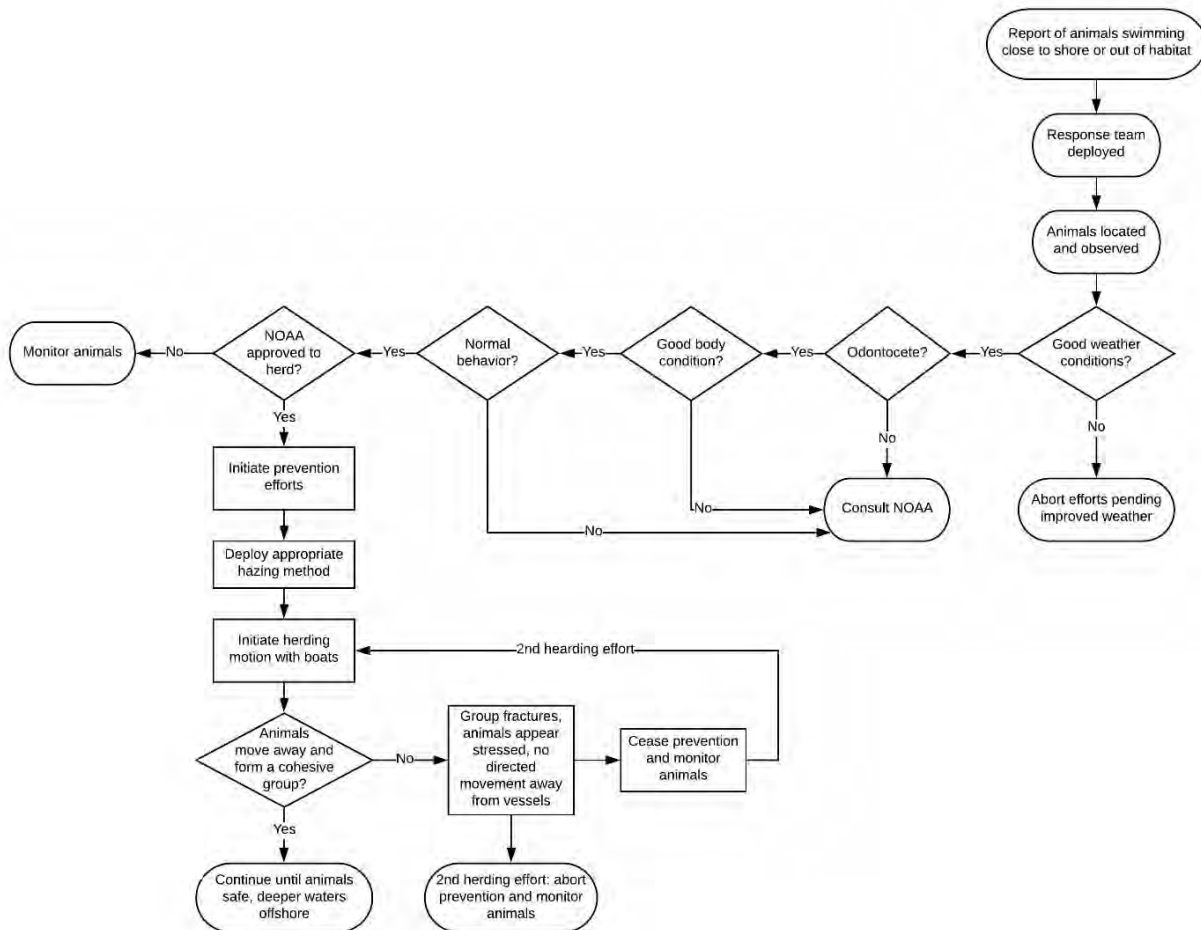 Report of animals swimming
close to shore or out of habitat
Response team
deployed
Animals located
and observed
Good weather
conditions?
Yes
No
Abort efforts pending
improved weather
Odontocete?
Yes
No
Consult NOAA
Good body
condition?
Yes
No
Normal
behavior?
Yes
No
NOAA
approved to
herd?
No
Monitor animals
Yes
Initiate prevention
efforts
Deploy appropriate
hazing method
Initiate herding
motion with boats
2nd hearding effort
Animals
move away and
form a cohesive
group?
No
Group fractures,
animals appear
stressed, no
directed
movement away
from vessels
Cease prevention
and monitor
animals
Yes
Continue until animals
safe, deeper waters
offshore
2nd herding effort: abort
prevention and monitor
animals